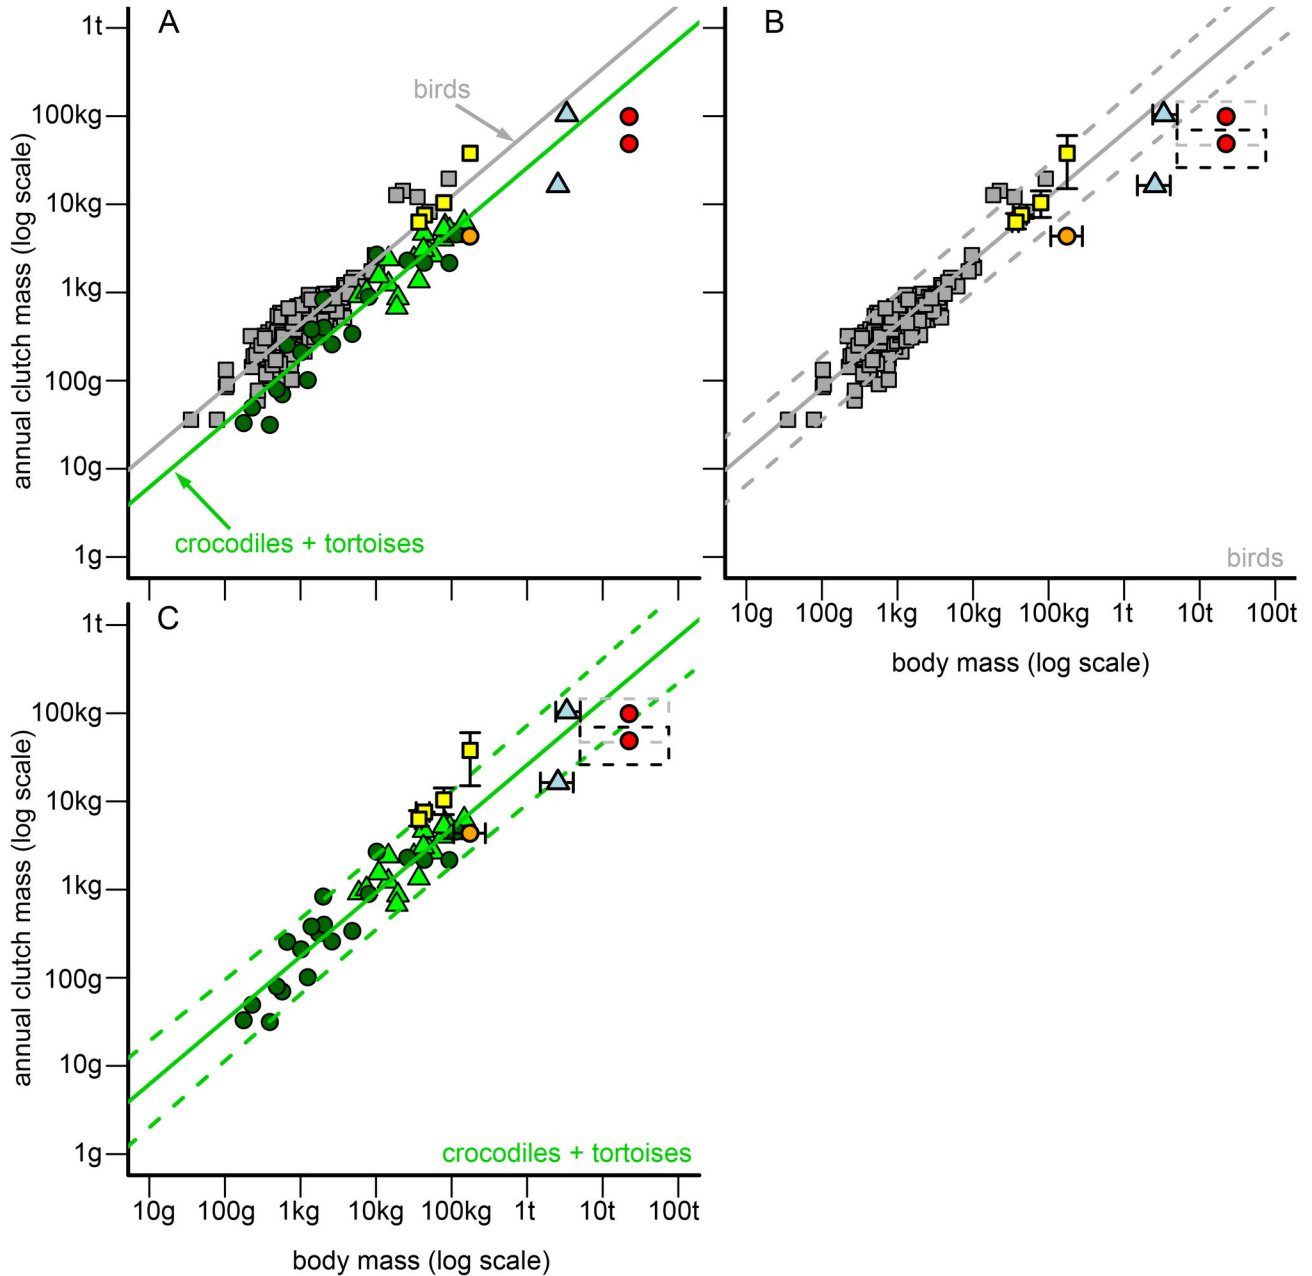 A
1t
100kg
10kg
1kg
100g
10g
1g
annual clutch mass (log scale)
birds
crocodiles + tortoises
B
birds
10g 100g 1kg 10kg 100kg 1t 10t 100t
body mass (log scale)
C
1t
100kg
10kg
1kg
100g
10g
1g
annual clutch mass (log scale)
crocodiles + tortoises
10g 100g 1kg 10kg 100kg 1t 10t 100t
body mass (log scale)